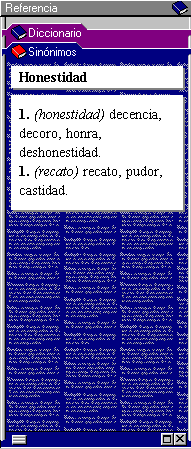 Referencia
Diccionario
Sinónimos
Honestidad
1. (honestidad) decencia,
decoro, honra,
deshonestidad.
1. (recato) recato, pudor,
castidad.